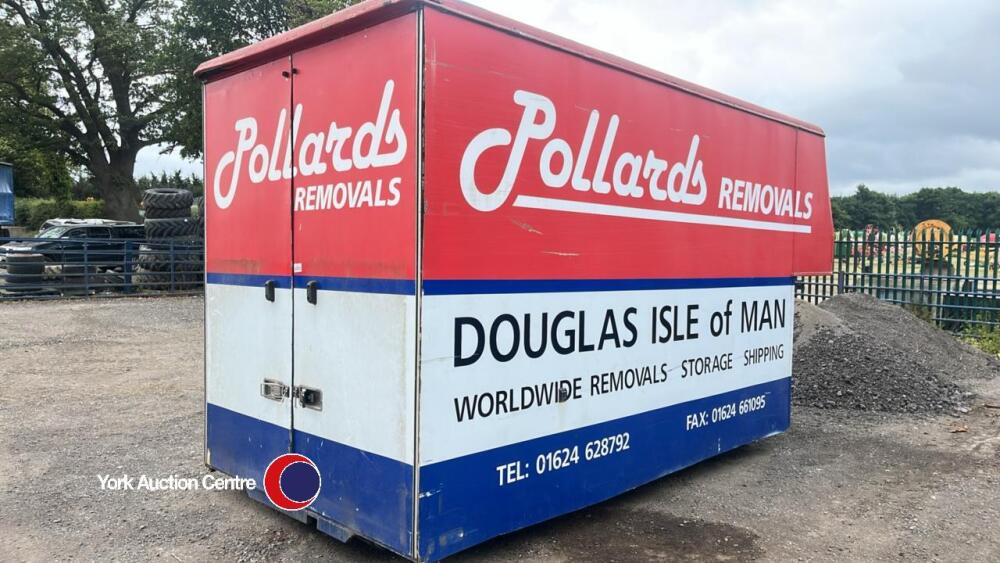 Pollards
REMOVALS
Pollards REMOVALS
DOUGLAS ISLE of MAN
WORLDWIDE REMOVALS STORAGE SHIPPING
TEL: 01624 628792 FAX: 01624 661095
York Auction Centre